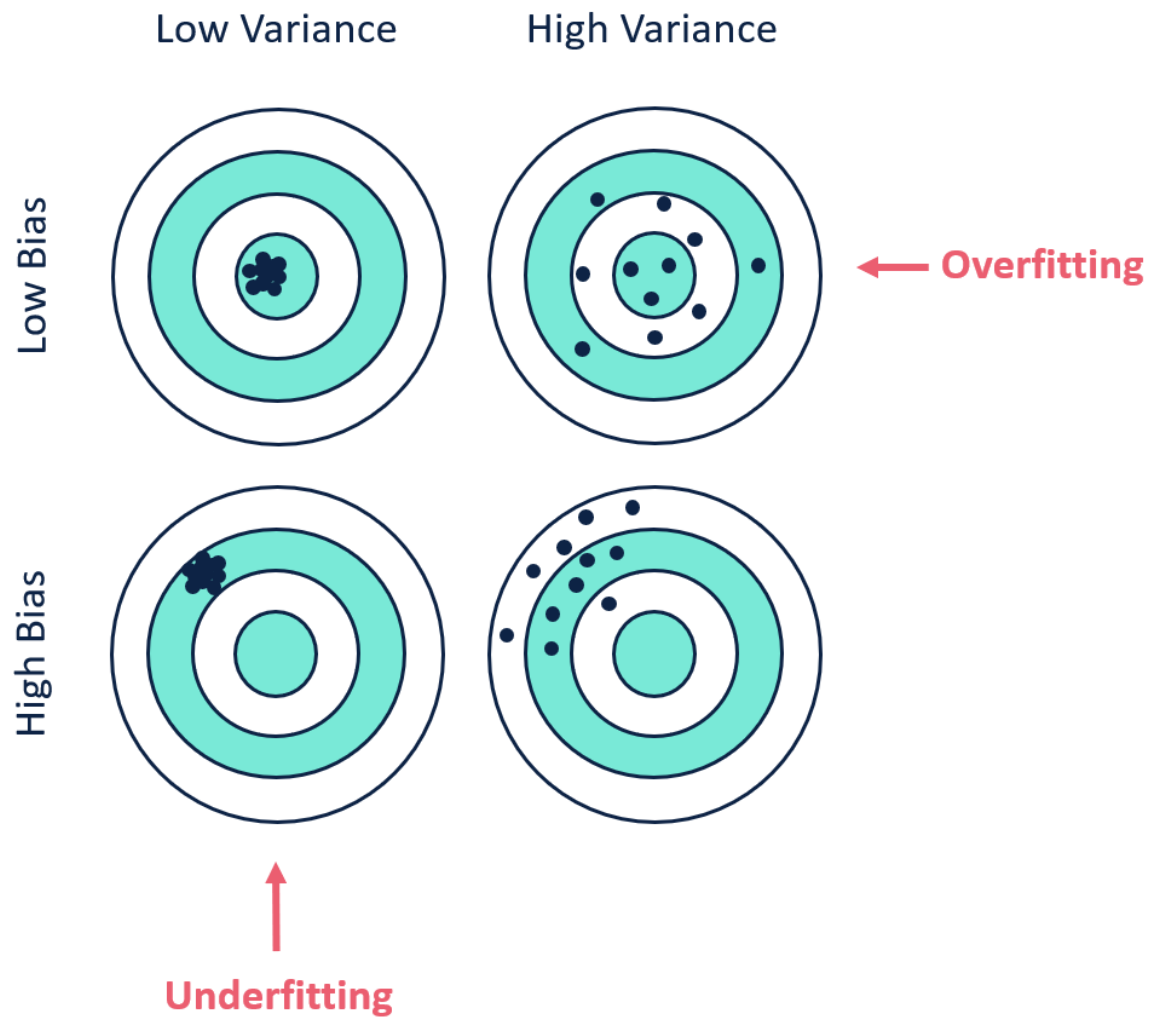 Low Variance
High Variance
Low Bias
Overfitting
High Bias
Underfitting